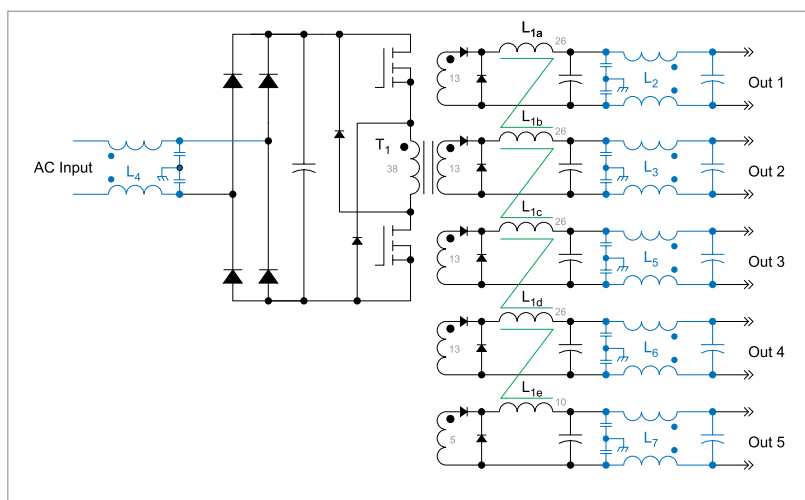 L1a
26
13
L2
Out 1
L1b
T1
38
13
26
L3
Out 2
AC Input
L4
L1c
26
13
L5
Out 3
L1d
26
13
L6
Out 4
L1e
10
5
L7
Out 5